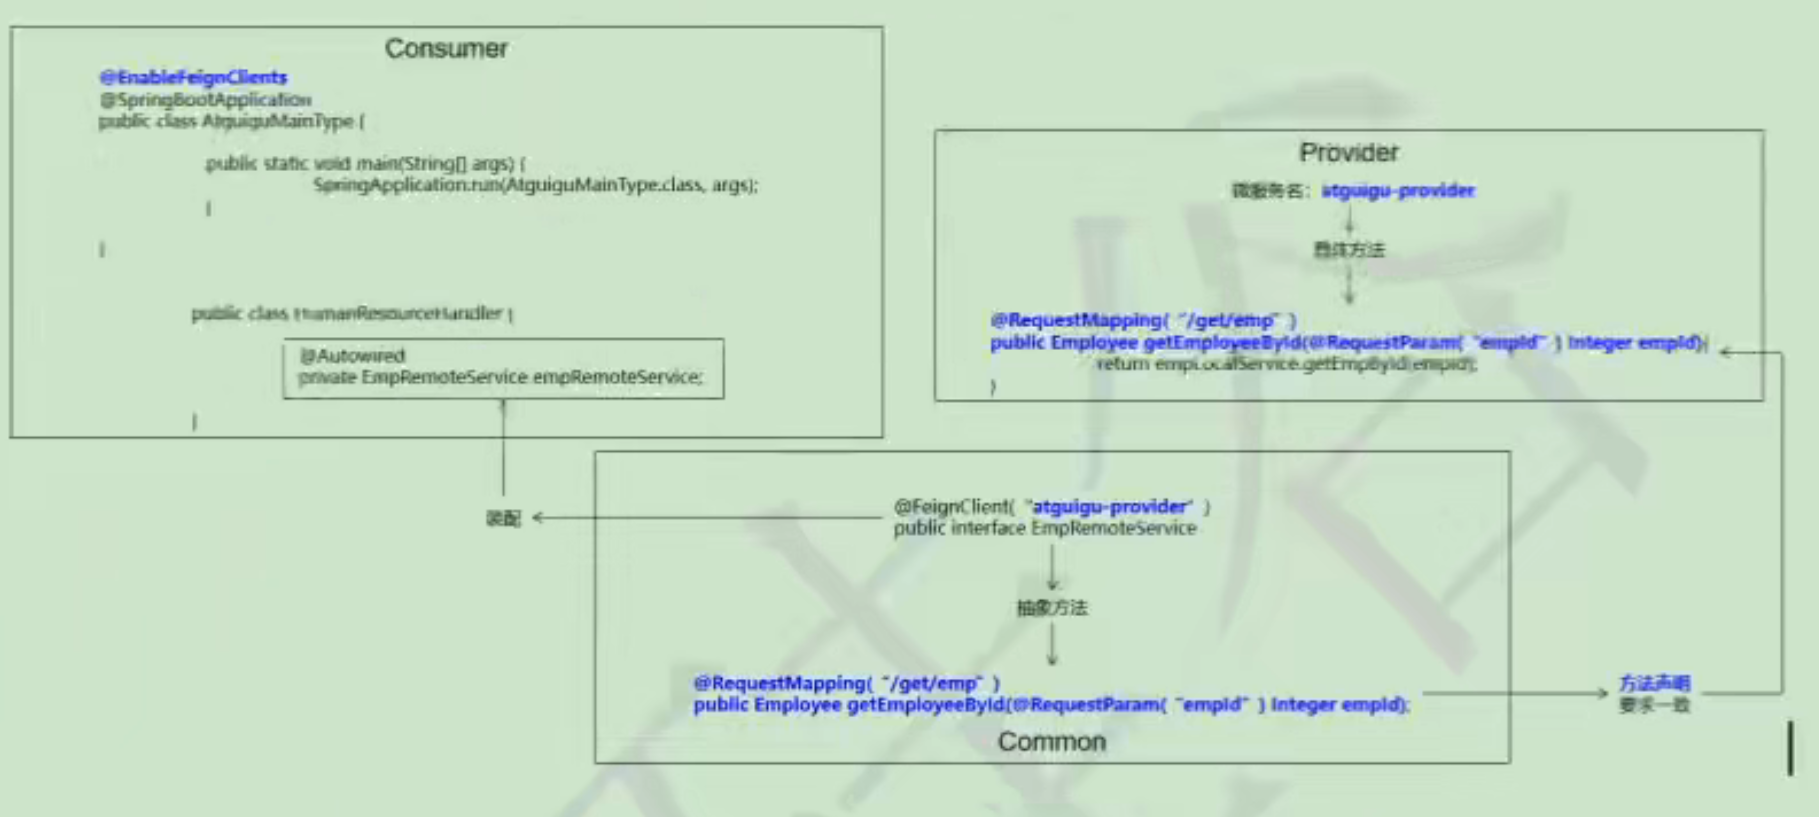 Consumer
@EnableFeignClients
@SpringBootApplication
public class AtguiguMainType {
public static void main(String[] args) {
SpringApplication.run(AtguiguMainType.class, args);
}
}
public class HumanResourceHandler {
@Autowired
private EmpRemoteService empRemoteService;
}
Provider
微服务名：atguigu-provider
具体方法
@RequestMapping( "/get/emp" )
public Employee getEmployeeById(@RequestParam( "empId" ) Integer empId){
return empLocalService.getEmpById(empId);
}
@FeignClient( "atguigu-provider" )
public interface EmpRemoteService
装配
抽象方法
@RequestMapping( "/get/emp" )
public Employee getEmployeeById(@RequestParam( "empId" ) Integer empId);
方法声明
要求一致
Common